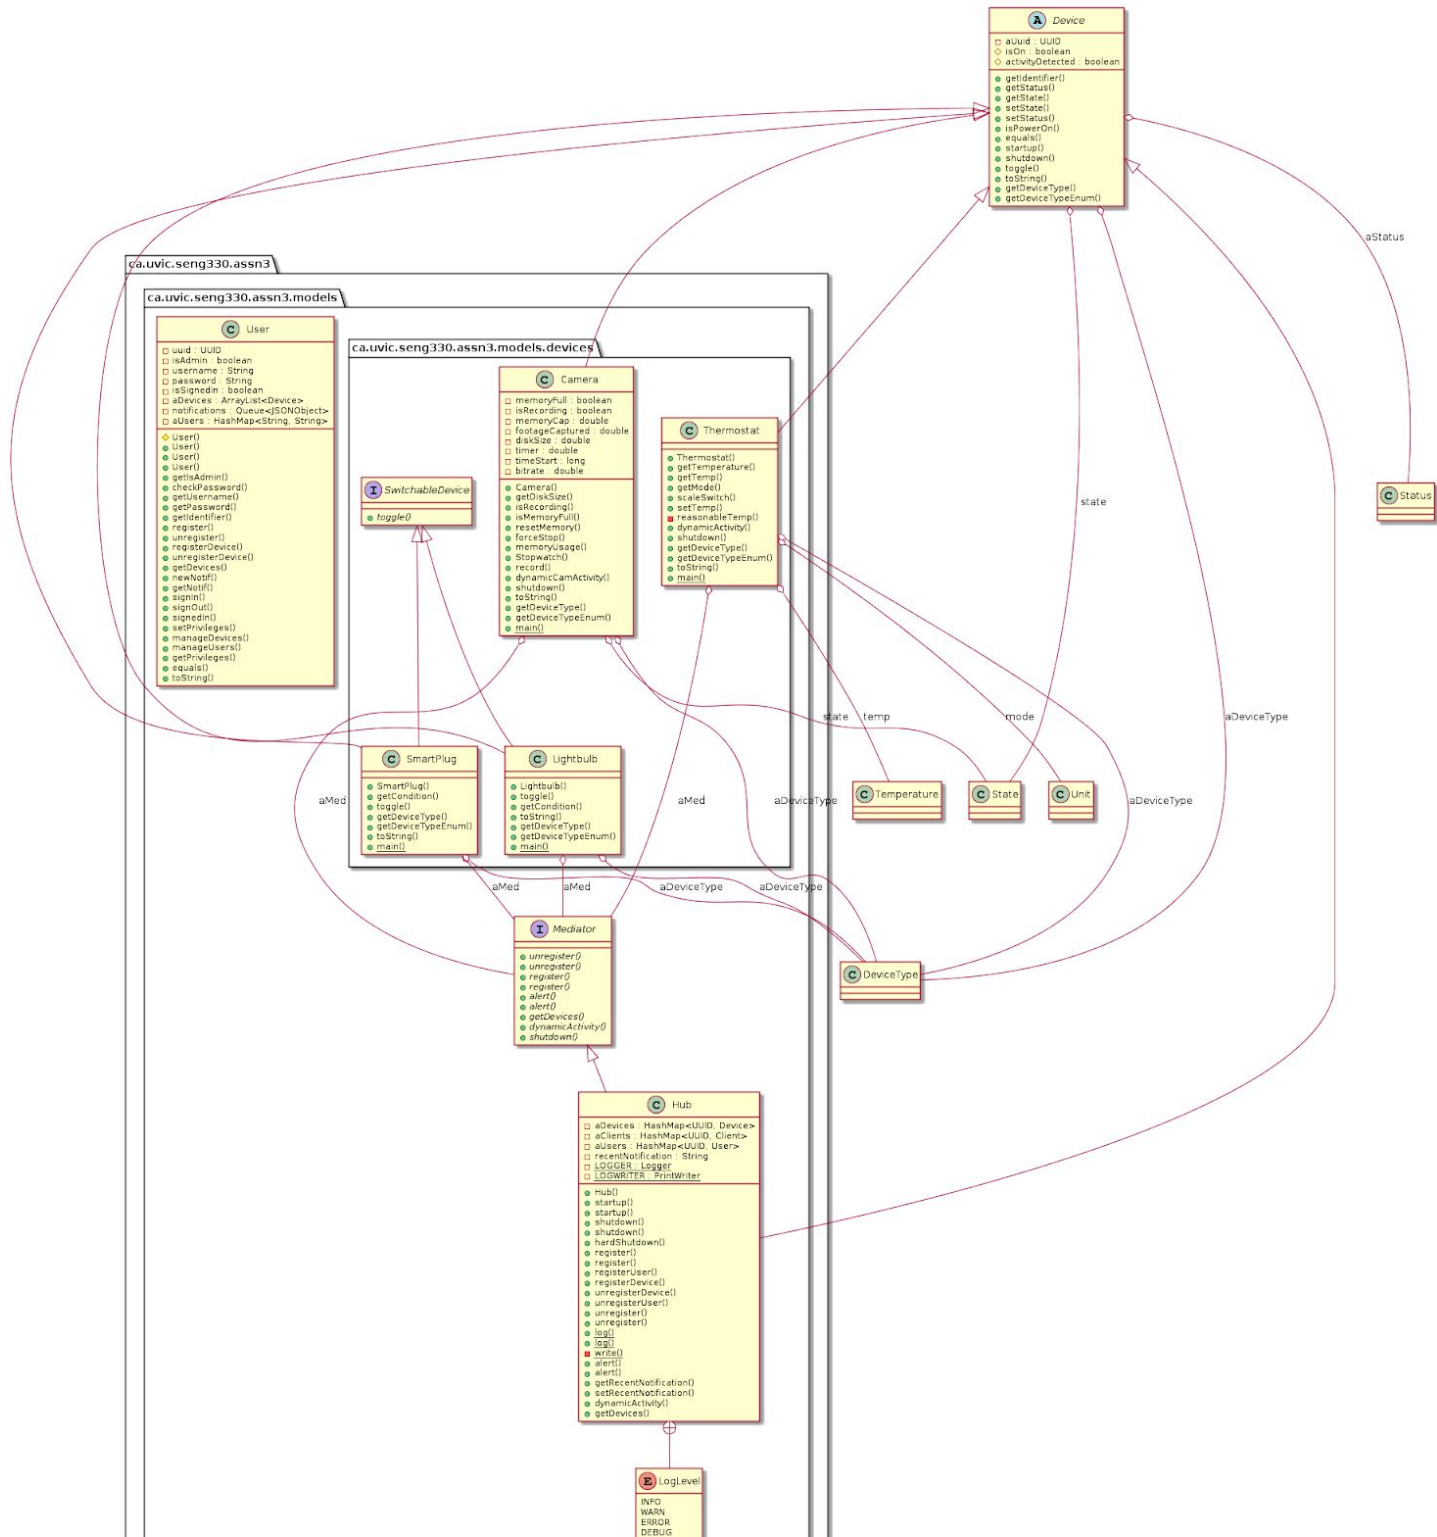 A Device
aUuid : UUID
isOn : boolean
activityDetected : boolean
getIdentifier()
getStatus()
getState()
setState()
setStatus()
isPowerOn()
equals()
startup()
shutdown()
toggle()
toString()
getDeviceType()
getDeviceTypeEnum()
aStatus
ca.uvic.seng330.assn3
ca.uvic.seng330.assn3.models
C User
uuid : UUID
isAdmin : boolean
username : String
password : String
isSignedIn : boolean
aDevices : ArrayList<Device>
notifications : Queue<JSONObject>
aUsers : HashMap<String, String>
User()
User()
User()
User()
getIsAdmin()
checkPassword()
getUsername()
getPassword()
getIdentifier()
register()
unregister()
registerDevice()
unregisterDevice()
getDevices()
newNotif()
getNotif()
signIn()
signOut()
signedIn()
setPrivileges()
manageDevices()
manageUsers()
getPrivileges()
equals()
toString()
ca.uvic.seng330.assn3.models.devices
C Camera
memoryFull : boolean
isRecording : boolean
memoryCap : double
footageCaptured : double
diskSize : double
timer : double
timeStart : long
bitrate : double
Camera()
getDiskSize()
isRecording()
isMemoryFull()
resetMemory()
forceStop()
memoryUsage()
Stopwatch()
record()
dynamicCamActivity()
shutdown()
toString()
getDeviceType()
getDeviceTypeEnum()
main()
C Thermostat
Thermostat()
getTemperature()
getTemp()
getMode()
scaleSwitch()
setTemp()
reasonableTemp()
dynamicActivity()
shutdown()
getDeviceType()
getDeviceTypeEnum()
toString()
main()
I SwitchableDevice
toggle()
C Status
state
state
temp
mode
aDeviceType
C SmartPlug
SmartPlug()
getCondition()
toggle()
getDeviceType()
getDeviceTypeEnum()
toString()
main()
C Lightbulb
Lightbulb()
toggle()
getCondition()
toString()
getDeviceType()
getDeviceTypeEnum()
main()
aMed
aMed
aDeviceType
C Temperature
C State
C Unit
aDeviceType
aMed
aMed
aDeviceType
aDeviceType
I Mediator
unregister()
unregister()
register()
register()
alert()
alert()
getDevices()
dynamicActivity()
shutdown()
C DeviceType
C Hub
aDevices : HashMap<UUID, Device>
aClients : HashMap<UUID, Client>
aUsers : HashMap<UUID, User>
recentNotification : String
LOGGER : Logger
LOGWRITER : PrintWriter
Hub()
startup()
startup()
shutdown()
shutdown()
hardShutdown()
register()
register()
registerUser()
registerDevice()
unregisterDevice()
unregisterUser()
unregister()
unregister()
log()
log()
write()
alert()
alert()
getRecentNotification()
setRecentNotification()
dynamicActivity()
getDevices()
E LogLevel
INFO
WARN
ERROR
DEBUG